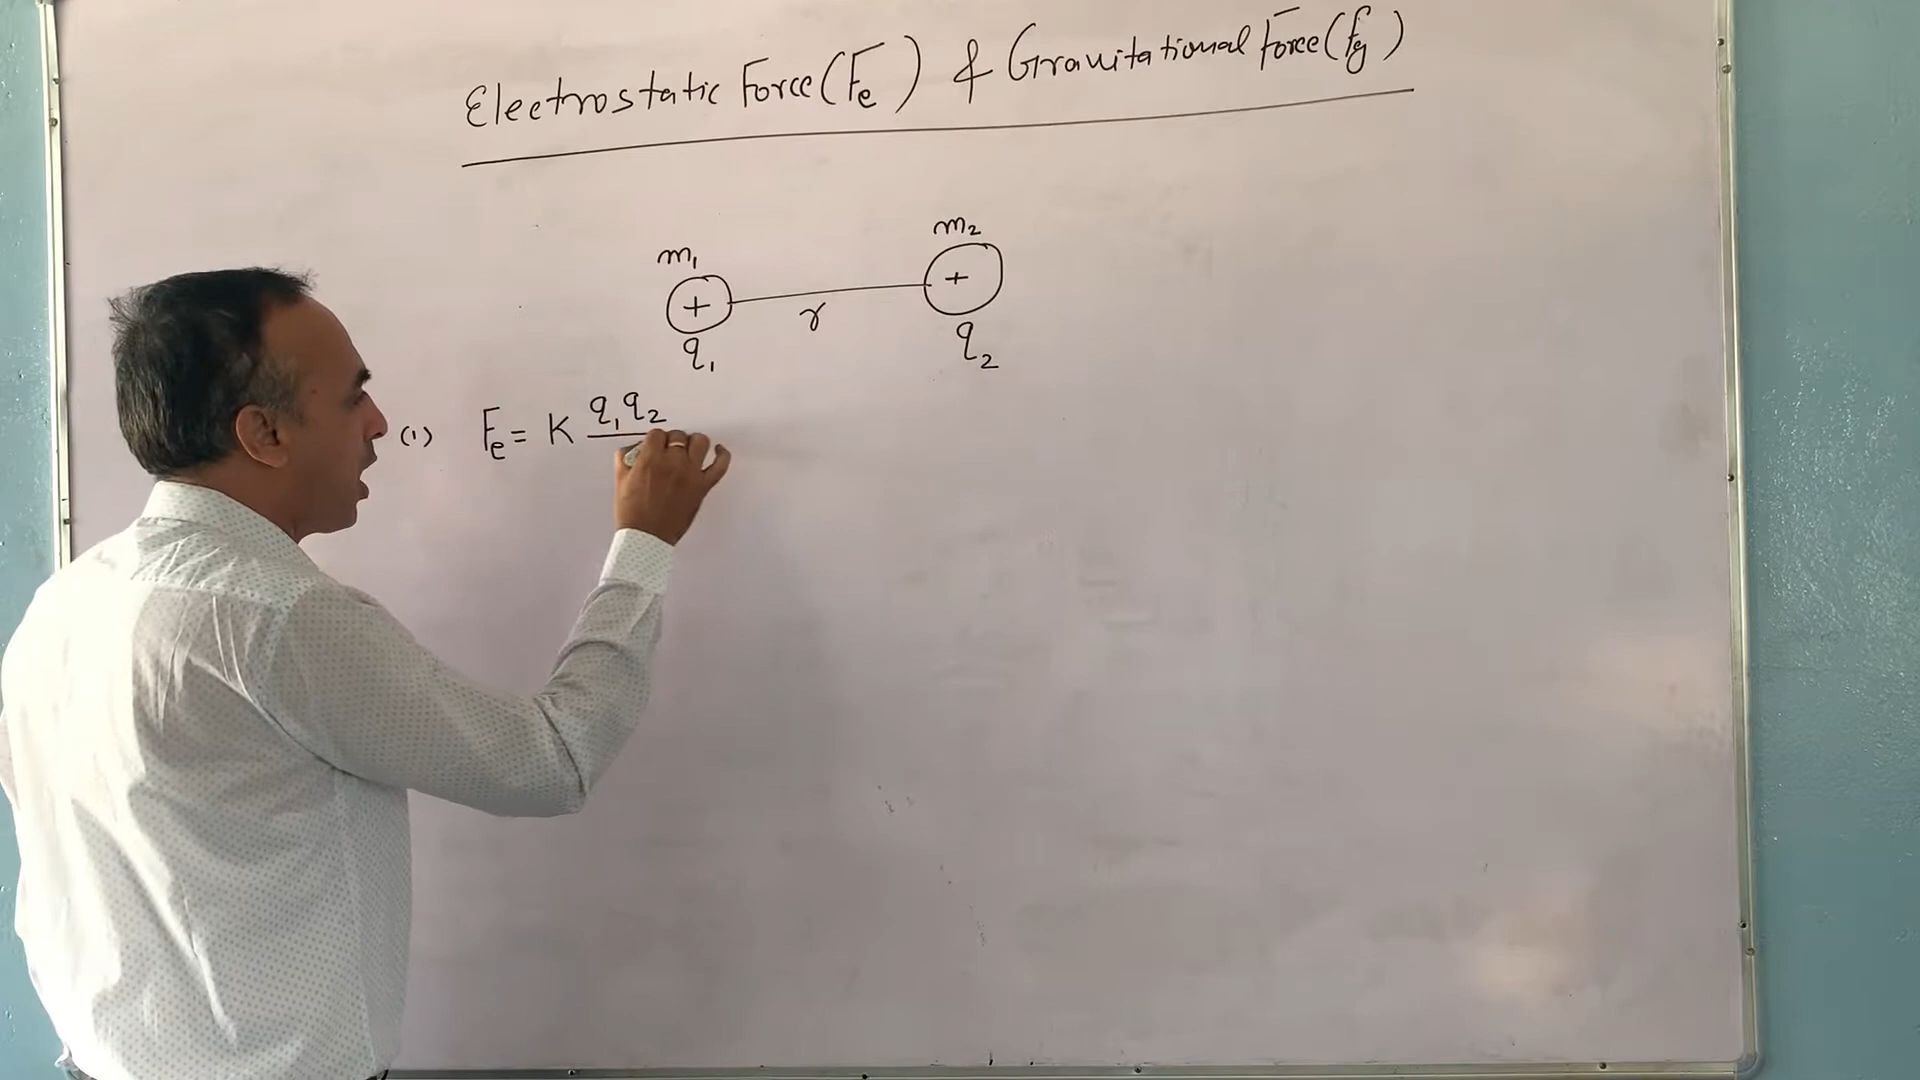 Electrostatic Force (Fe) & Gravitational Force (Fg)
m₁ m₂
+ +
r
q₁ q₂
(1) Fe = K q₁q₂